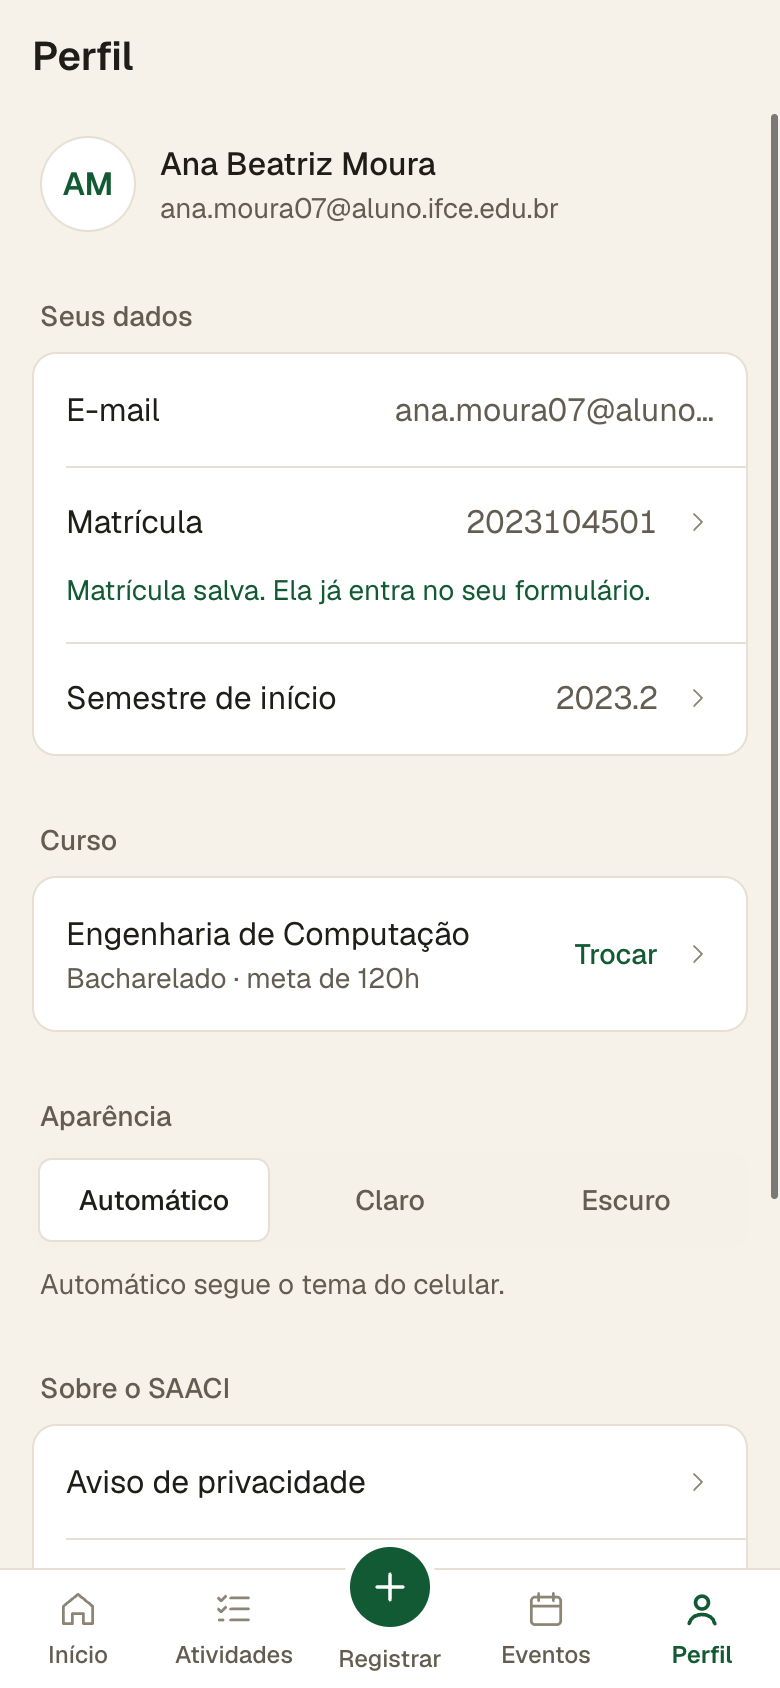 Perfil
AM
Ana Beatriz Moura
ana.moura07@aluno.ifce.edu.br
Seus dados
E-mail ana.moura07@aluno...
Matrícula 2023104501
Matrícula salva. Ela já entra no seu formulário.
Semestre de início 2023.2
Curso
Engenharia de Computação
Bacharelado · meta de 120h
Trocar
Aparência
Automático Claro Escuro
Automático segue o tema do celular.
Sobre o SAACI
Aviso de privacidade
Início Atividades Registrar Eventos Perfil